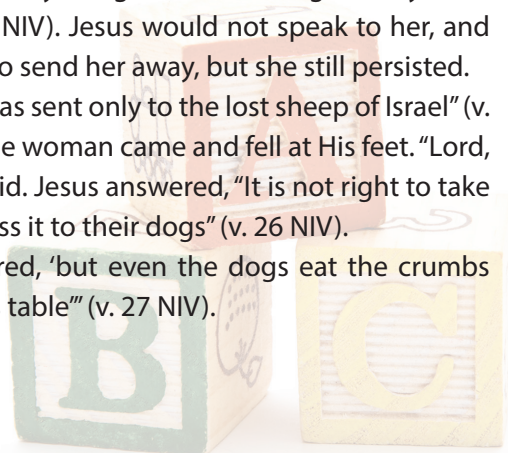 NIV). Jesus would not speak to her, and
o send her away, but she still persisted.
as sent only to the lost sheep of Israel” (v.
e woman came and fell at His feet. “Lord,
id. Jesus answered, “It is not right to take
ss it to their dogs” (v. 26 NIV).
red, ‘but even the dogs eat the crumbs
table’” (v. 27 NIV).
A
B C